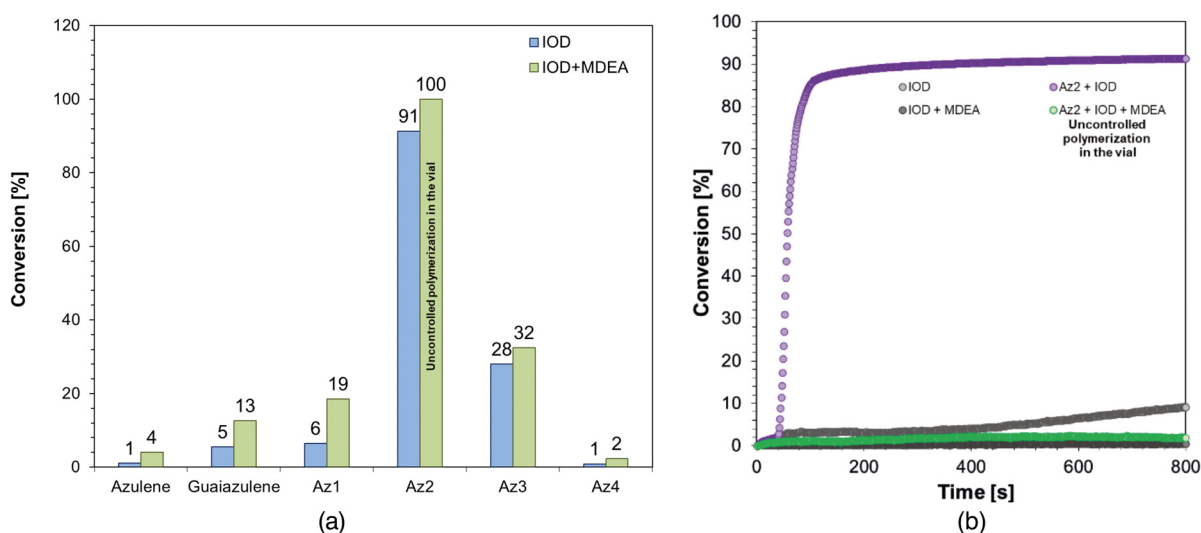 120
100
80
60
40
20
0
Conversion [%]
IOD
IOD+MDEA
1
4
5
13
6
19
91
100
Uncontrolled polymerization in the vial
28
32
1
2
Azulene
Guaiazulene
Az1
Az2
Az3
Az4
(a)
100
90
80
70
60
50
40
30
20
10
0
Conversion [%]
IOD
Az2 + IOD
IOD + MDEA
Az2 + IOD + MDEA
Uncontrolled
polymerization
in the vial
0
200
400
600
800
Time [s]
(b)